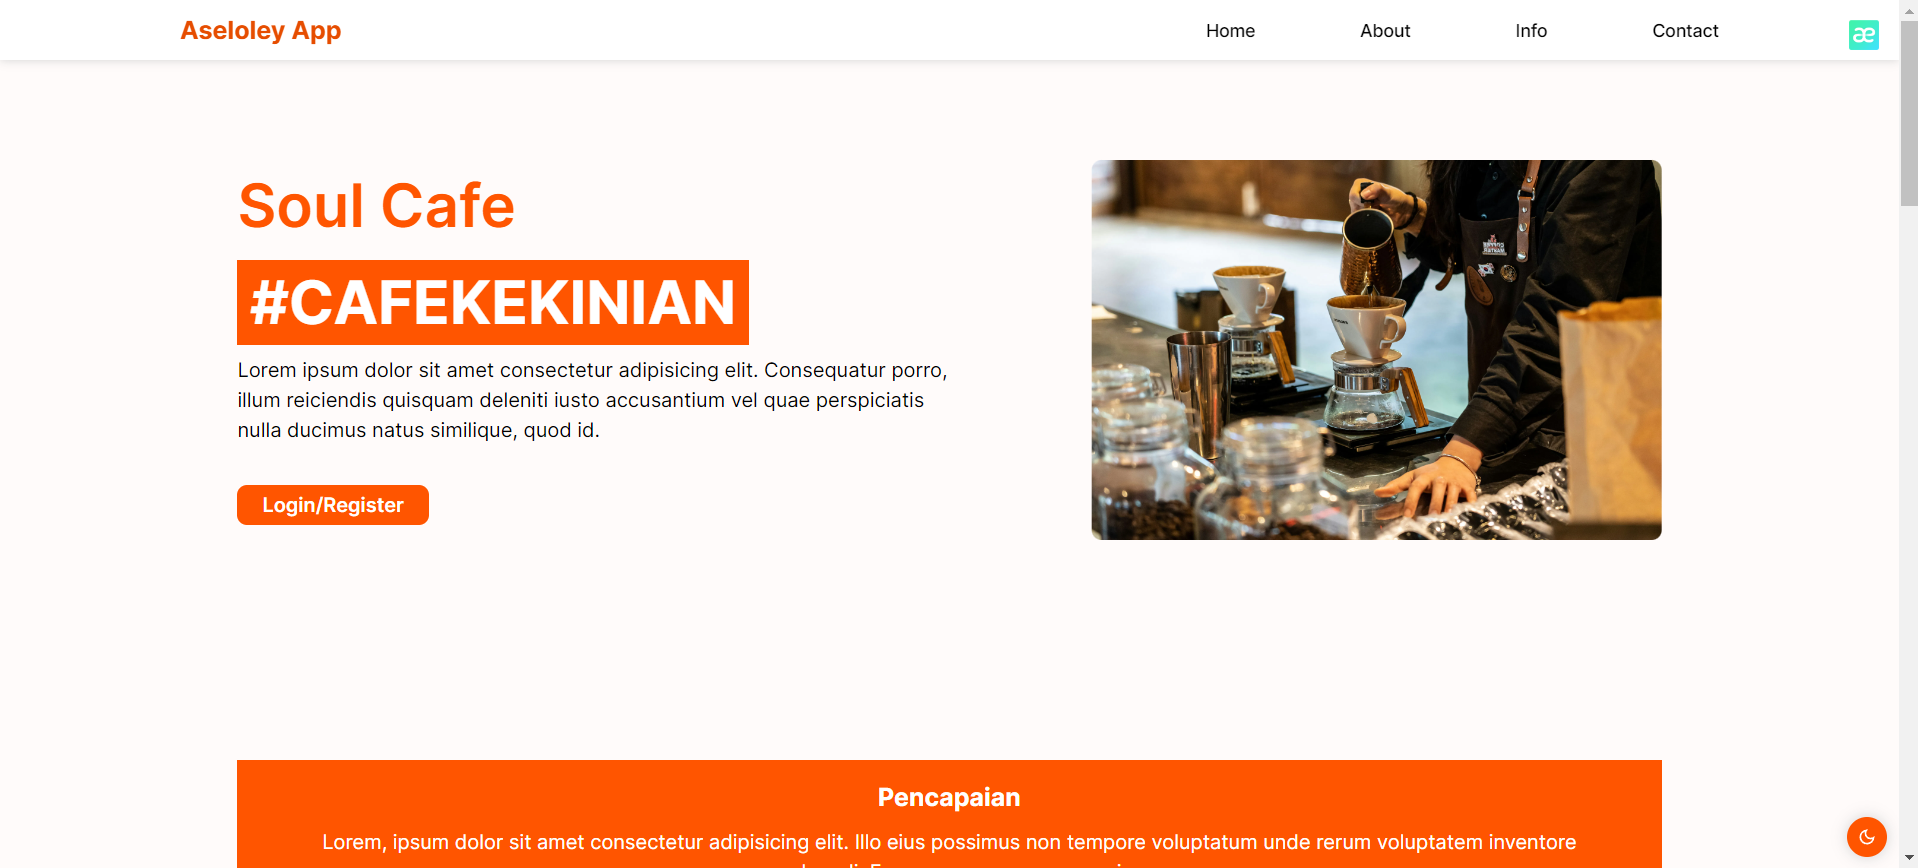 Aseloley App
Home
About
Info
Contact
æ
Soul Cafe
#CAFEKEKINIAN
Lorem ipsum dolor sit amet consectetur adipisicing elit. Consequatur porro,
illum reiciendis quisquam deleniti iusto accusantium vel quae perspiciatis
nulla ducimus natus similique, quod id.
Login/Register
Pencapaian
Lorem, ipsum dolor sit amet consectetur adipisicing elit. Illo eius possimus non tempore voluptatum unde rerum voluptatem inventore